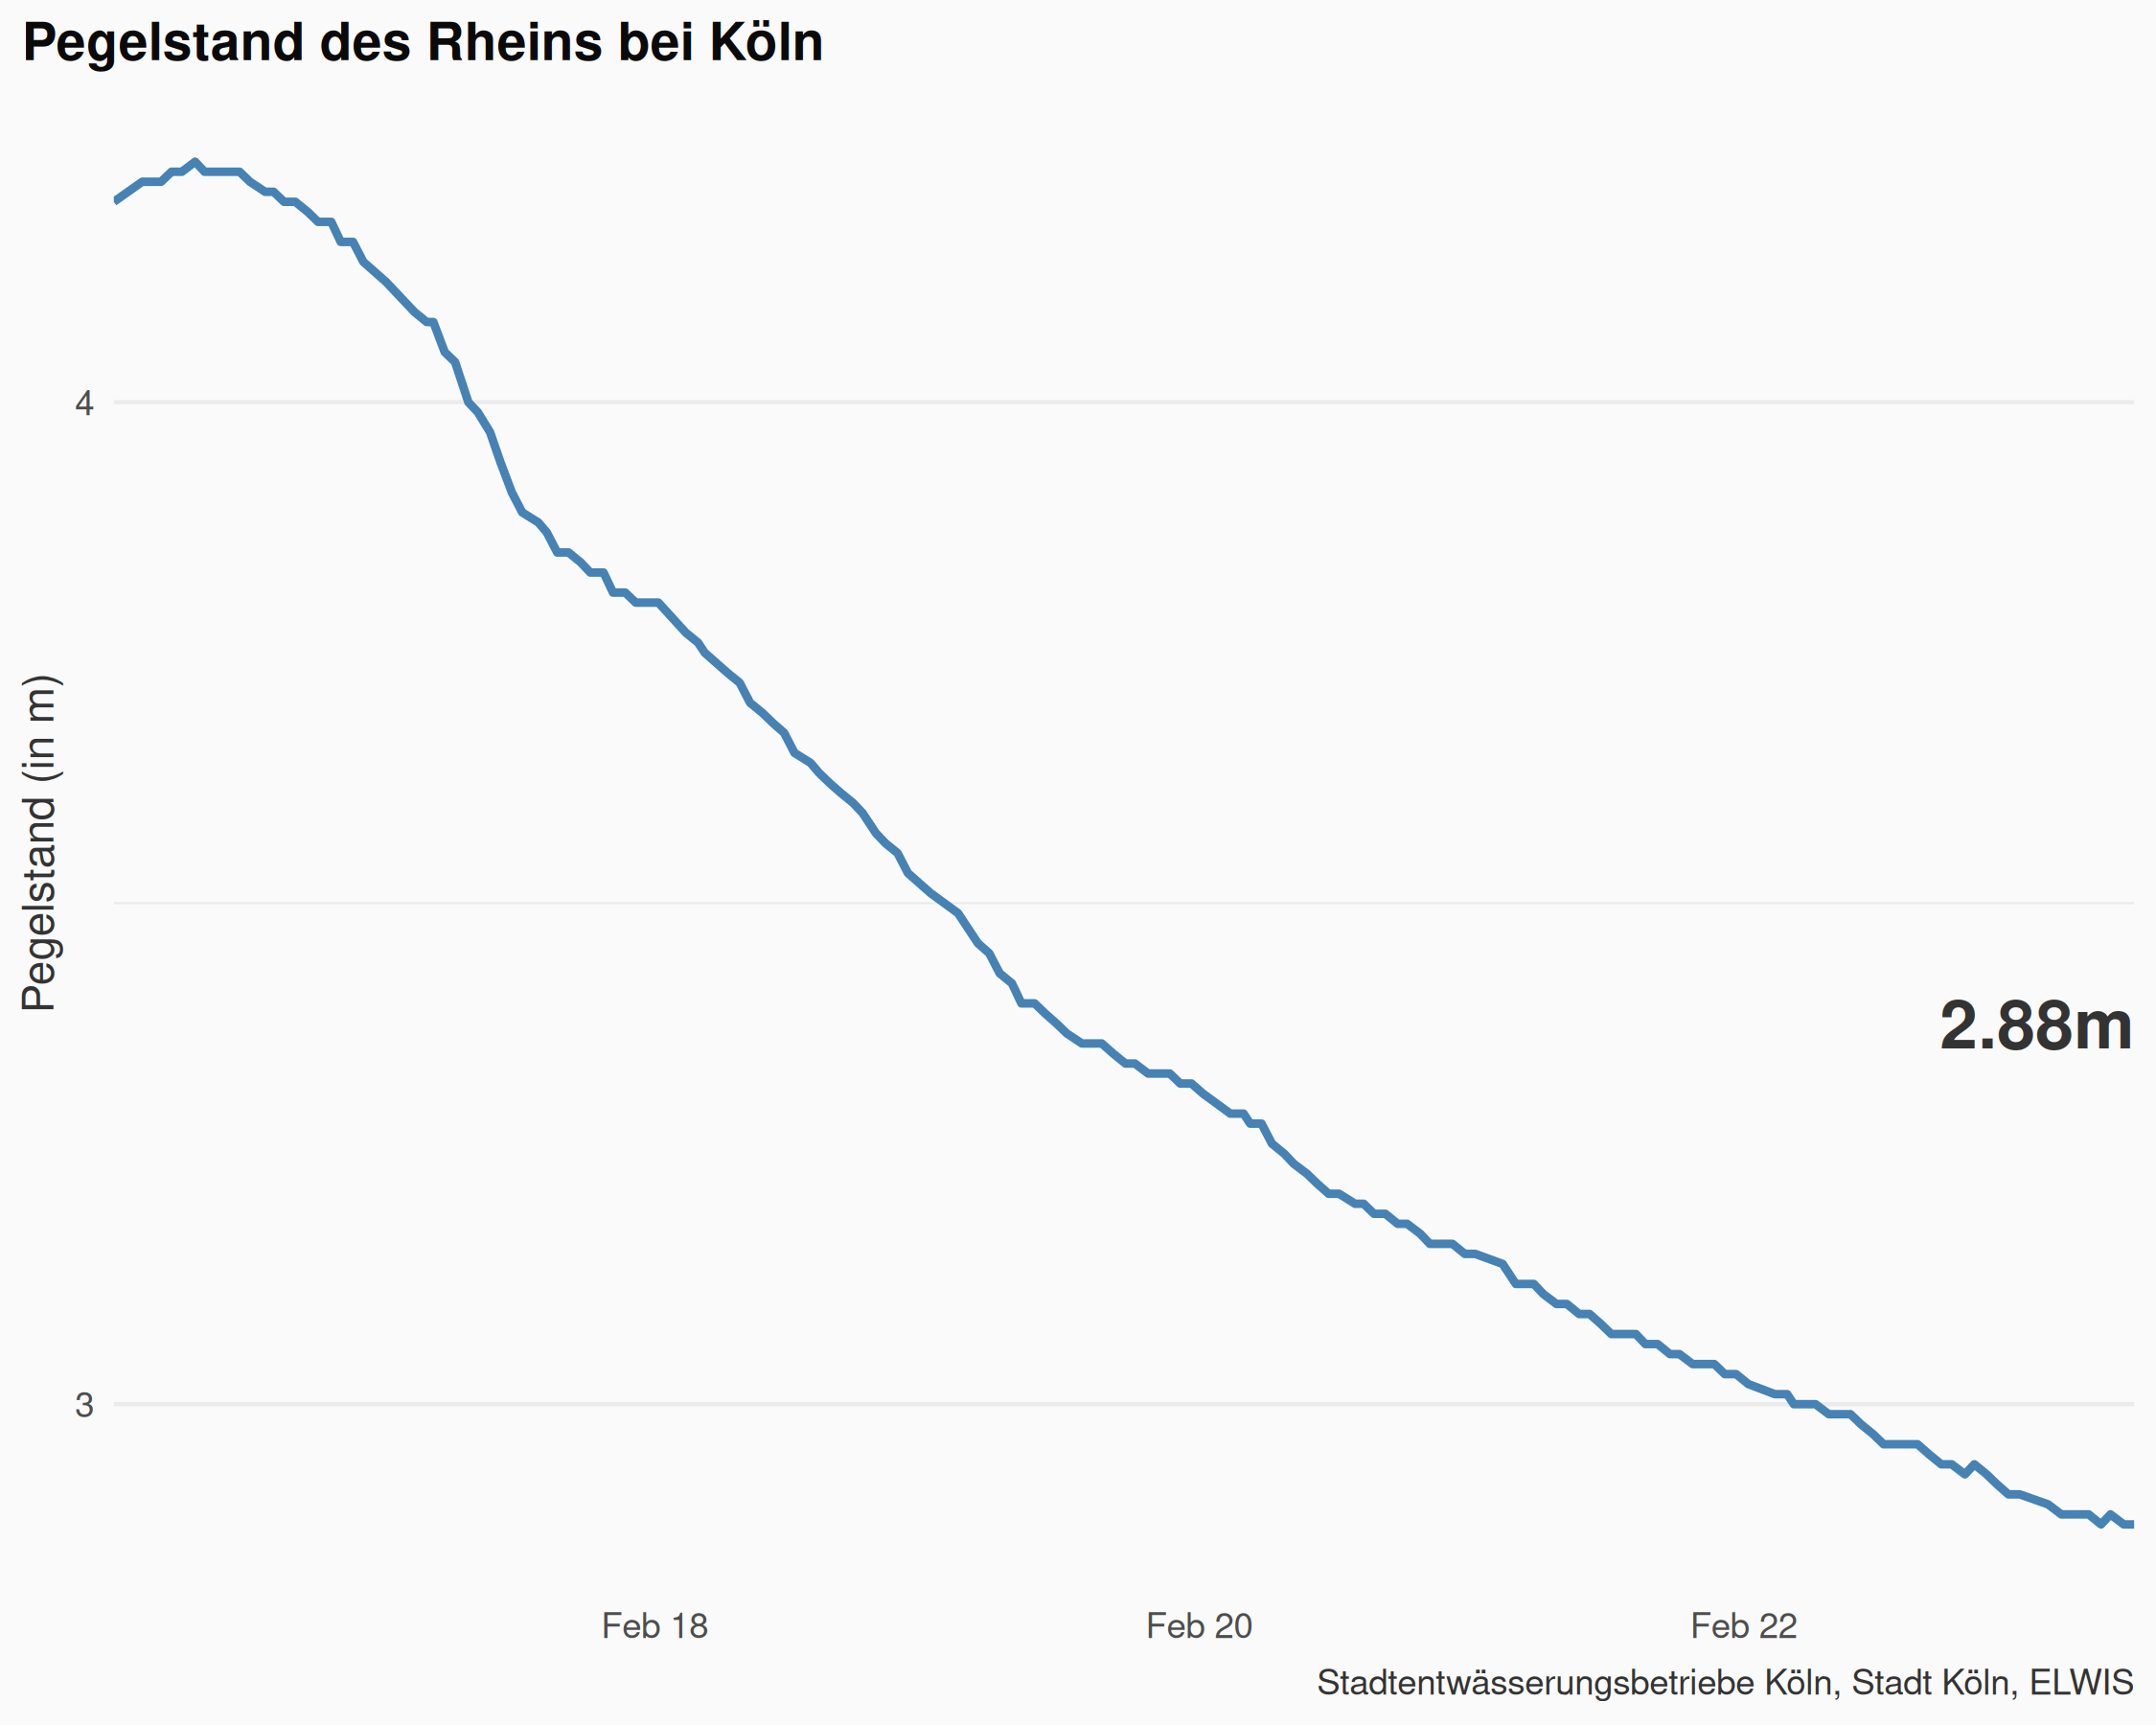 Pegelstand des Rheins bei Köln
Pegelstand (in m)
4
3
2.88m
Feb 18
Feb 20
Feb 22
Stadtentwässerungsbetriebe Köln, Stadt Köln, ELWIS